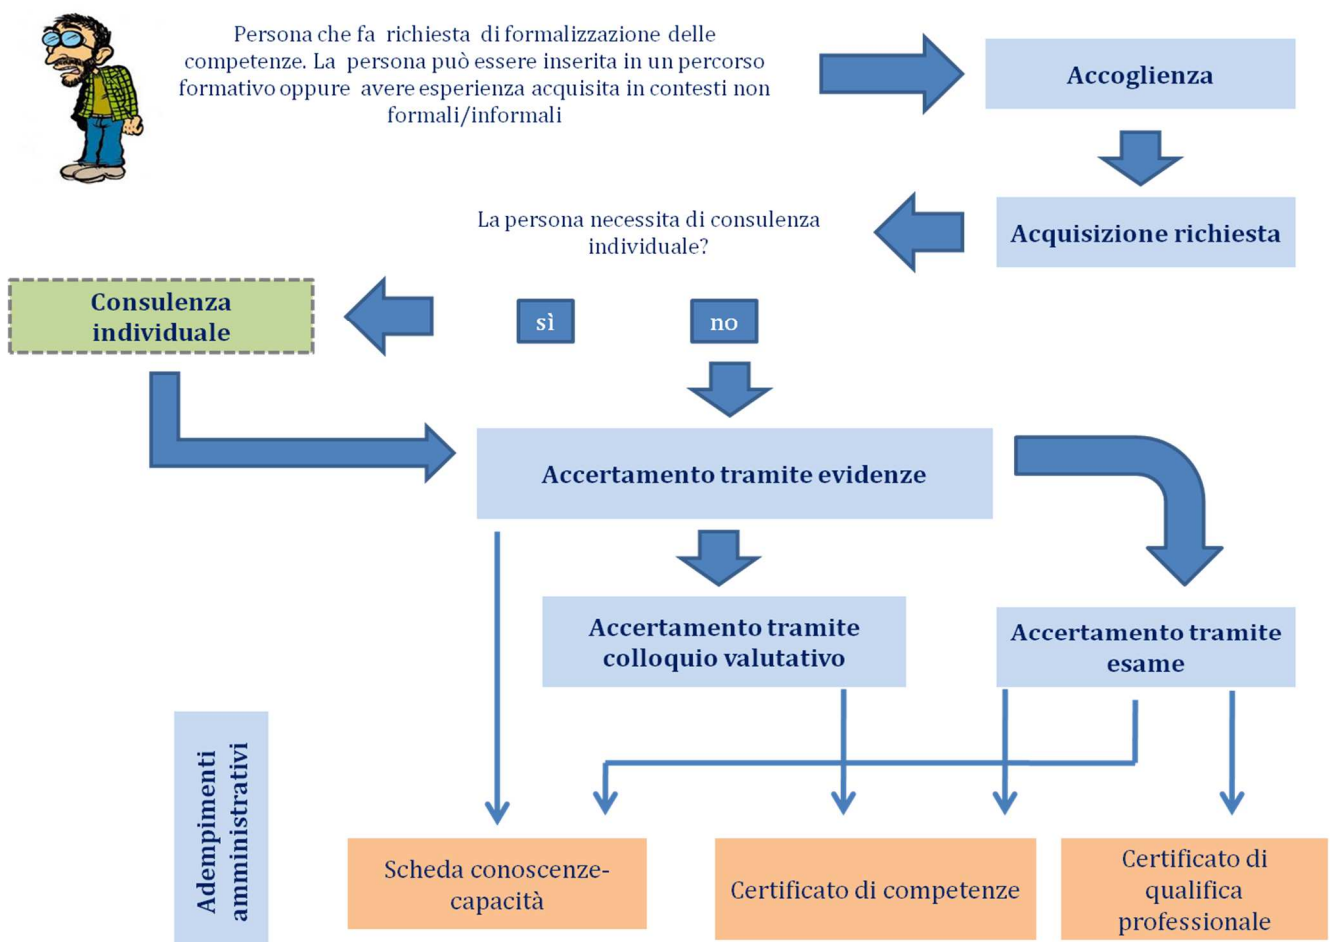 Persona che fa richiesta di formalizzazione delle
competenze. La persona può essere inserita in un percorso
formativo oppure avere esperienza acquisita in contesti non
formali/informali
Accoglienza
Acquisizione richiesta
La persona necessita di consulenza
individuale?
Consulenza
individuale
sì
no
Accertamento tramite evidenze
Accertamento tramite
colloquio valutativo
Accertamento tramite
esame
Adempimenti
amministrativi
Scheda conoscenze-
capacità
Certificato di competenze
Certificato di
qualifica
professionale